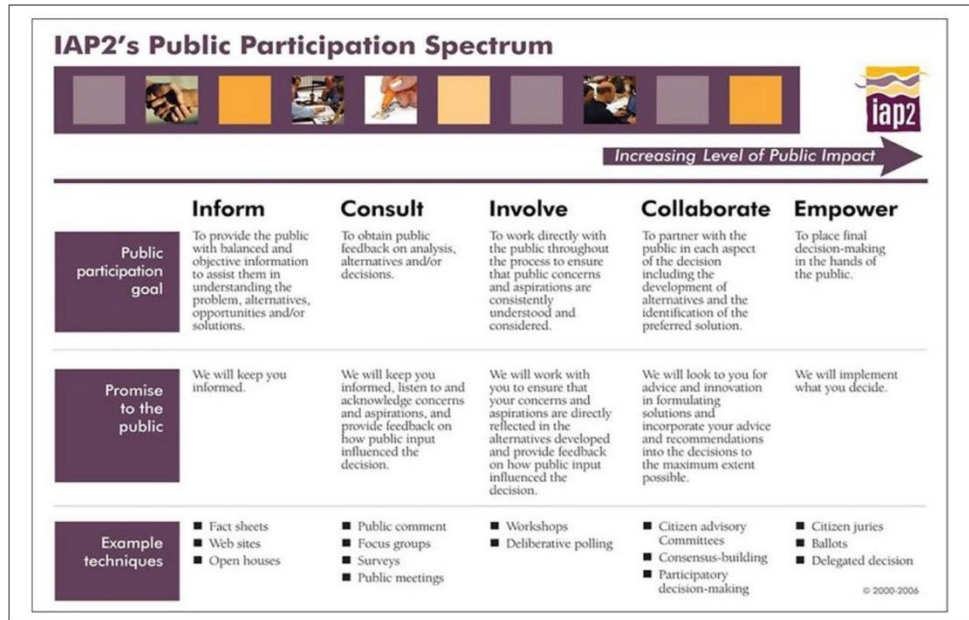 IAP2's Public Participation Spectrum
iap2
Increasing Level of Public Impact
Inform
Consult
Involve
Collaborate
Empower
Public
participation
goal
To provide the public
with balanced and
objective information
to assist them in
understanding the
problem, alternatives,
opportunities and/or
solutions.
To obtain public
feedback on analysis,
alternatives and/or
decisions.
To work directly with
the public throughout
the process to ensure
that public concerns
and aspirations are
consistently
understood and
considered.
To partner with the
public in each aspect
of the decision
including the
development of
alternatives and the
identification of the
preferred solution.
To place final
decision-making
in the hands of
the public.
Promise
to the
public
We will keep you
informed.
We will keep you
informed, listen to and
acknowledge concerns
and aspirations, and
provide feedback on
how public input
influenced the
decision.
We will work with
you to ensure that
your concerns and
aspirations are directly
reflected in the
alternatives developed
and provide feedback
on how public input
influenced the
decision.
We will look to you for
advice and innovation
in formulating
solutions and
incorporate your advice
and recommendations
into the decisions to
the maximum extent
possible.
We will implement
what you decide.
Example
techniques
■ Fact sheets
■ Web sites
■ Open houses
■ Public comment
■ Focus groups
■ Surveys
■ Public meetings
■ Workshops
■ Deliberative polling
■ Citizen advisory
Committees
■ Consensus-building
■ Participatory
decision-making
■ Citizen juries
■ Ballots
■ Delegated decision
© 2000-2006